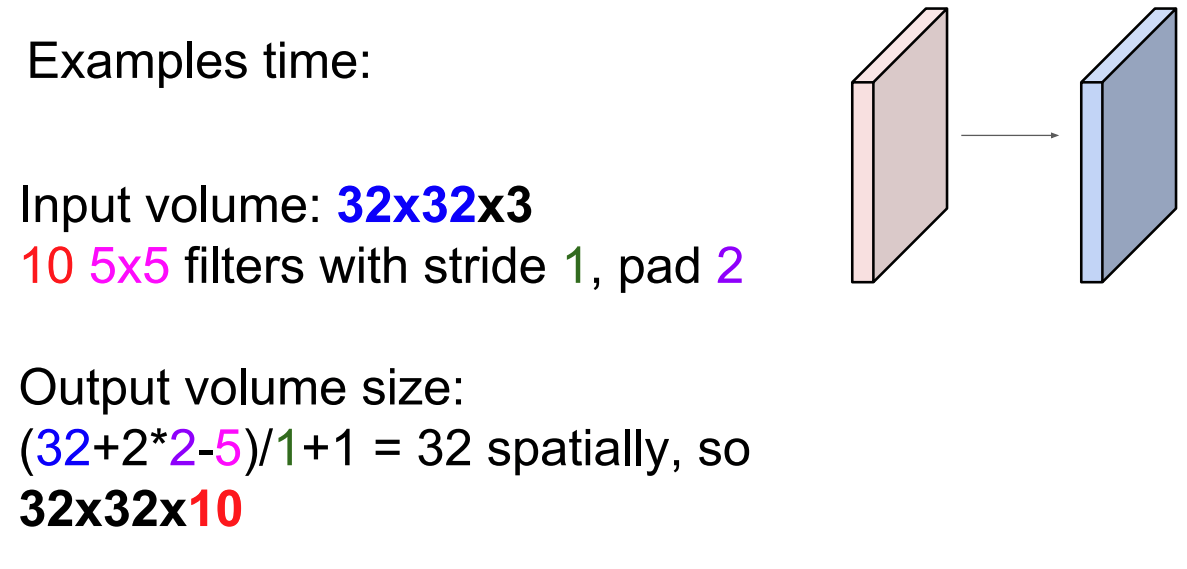 Examples time:
Input volume: 32x32x3
10 5x5 filters with stride 1, pad 2
Output volume size:
(32+2*2-5)/1+1 = 32 spatially, so
32x32x10